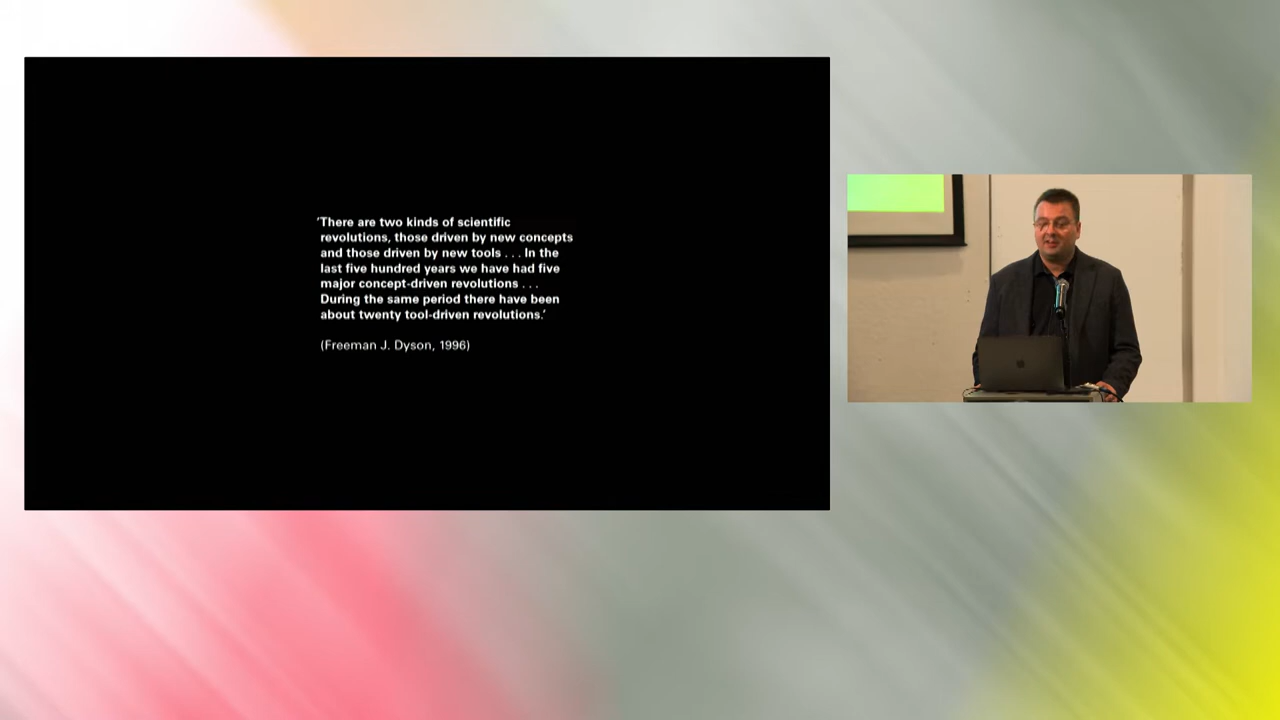 ‘There are two kinds of scientific
revolutions, those driven by new concepts
and those driven by new tools . . . In the
last five hundred years we have had five
major concept-driven revolutions . . .
During the same period there have been
about twenty tool-driven revolutions.’
(Freeman J. Dyson, 1996)